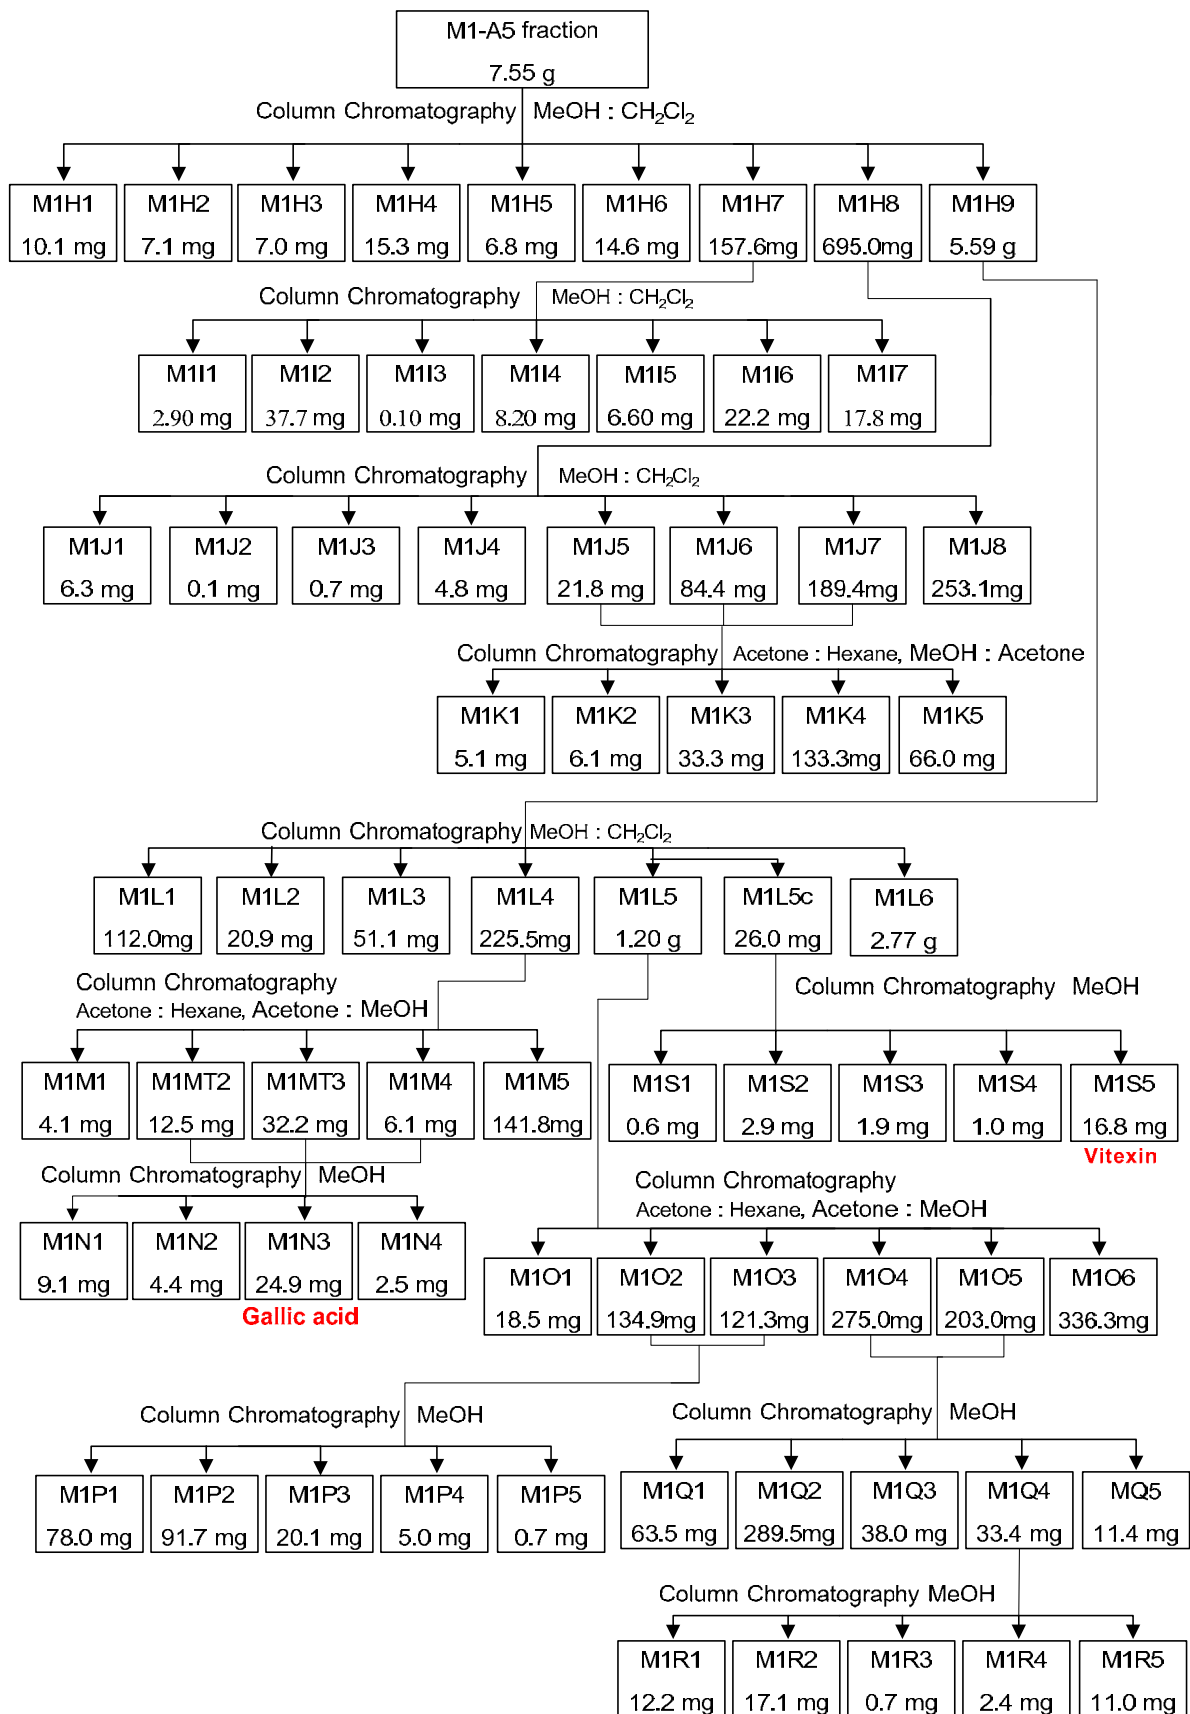 M1-A5 fraction
7.55 g
Column Chromatography MeOH : CH₂Cl₂
M1H1 M1H2 M1H3 M1H4 M1H5 M1H6 M1H7 M1H8 M1H9
10.1 mg 7.1 mg 7.0 mg 15.3 mg 6.8 mg 14.6 mg 157.6mg 695.0mg 5.59 g
Column Chromatography MeOH : CH₂Cl₂
M1I1 M1I2 M1I3 M1I4 M1I5 M1I6 M1I7
2.90 mg 37.7 mg 0.10 mg 8.20 mg 6.60 mg 22.2 mg 17.8 mg
Column Chromatography MeOH : CH₂Cl₂
M1J1 M1J2 M1J3 M1J4 M1J5 M1J6 M1J7 M1J8
6.3 mg 0.1 mg 0.7 mg 4.8 mg 21.8 mg 84.4 mg 189.4mg 253.1mg
Column Chromatography Acetone : Hexane, MeOH : Acetone
M1K1 M1K2 M1K3 M1K4 M1K5
5.1 mg 6.1 mg 33.3 mg 133.3mg 66.0 mg
Column Chromatography MeOH : CH₂Cl₂
M1L1 M1L2 M1L3 M1L4 M1L5 M1L5c M1L6
112.0mg 20.9 mg 51.1 mg 225.5mg 1.20 g 26.0 mg 2.77 g
Column Chromatography
Acetone : Hexane, Acetone : MeOH
Column Chromatography MeOH
M1M1 M1MT2 M1MT3 M1M4 M1M5 M1S1 M1S2 M1S3 M1S4 M1S5
4.1 mg 12.5 mg 32.2 mg 6.1 mg 141.8mg 0.6 mg 2.9 mg 1.9 mg 1.0 mg 16.8 mg
Vitexin
Column Chromatography MeOH
Column Chromatography
Acetone : Hexane, Acetone : MeOH
M1N1 M1N2 M1N3 M1N4
9.1 mg 4.4 mg 24.9 mg 2.5 mg
Gallic acid
M1O1 M1O2 M1O3 M1O4 M1O5 M1O6
18.5 mg 134.9mg 121.3mg 275.0mg 203.0mg 336.3mg
Column Chromatography MeOH
Column Chromatography MeOH
M1P1 M1P2 M1P3 M1P4 M1P5 M1Q1 M1Q2 M1Q3 M1Q4 MQ5
78.0 mg 91.7 mg 20.1 mg 5.0 mg 0.7 mg 63.5 mg 289.5mg 38.0 mg 33.4 mg 11.4 mg
Column Chromatography MeOH
M1R1 M1R2 M1R3 M1R4 M1R5
12.2 mg 17.1 mg 0.7 mg 2.4 mg 11.0 mg